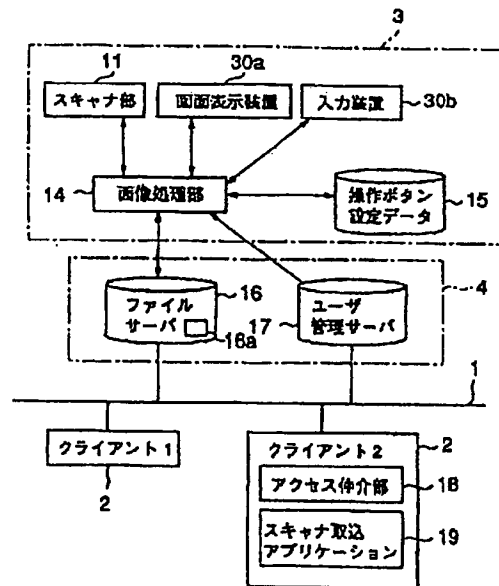 3
11
30a
スキャナ部
画面表示装置
入力装置
30b
14
画像処理部
操作ボタン
設定データ
15
ファイル
サーバ
16
16a
17
ユーザ
管理サーバ
4
1
クライアント1
2
クライアント2
2
アクセス仲介部
18
スキャナ取込
アプリケーション
19